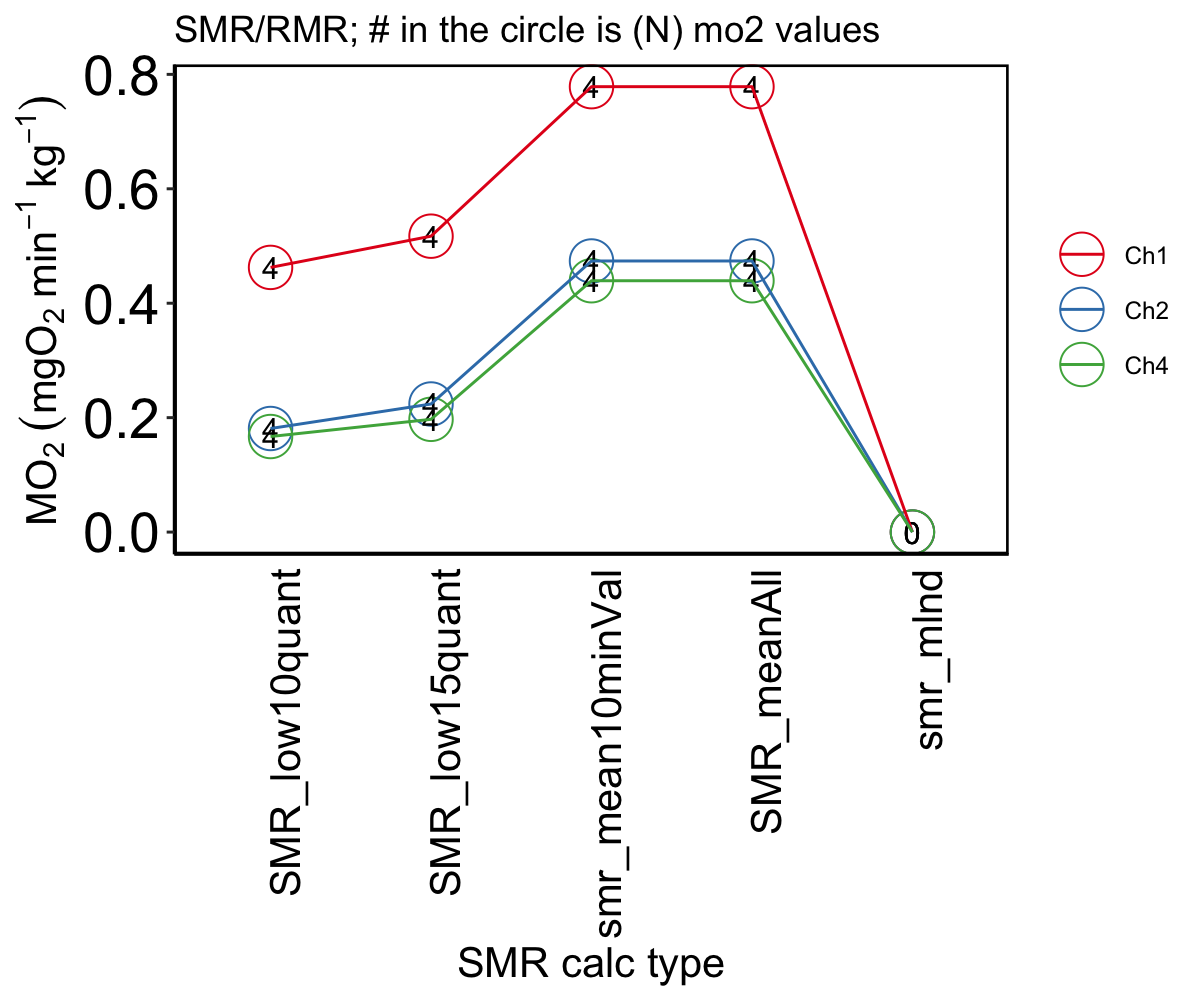 SMR/RMR; # in the circle is (N) mo2 values
MO₂ (mgO₂ min⁻¹ kg⁻¹)
0.8
0.6
0.4
0.2
0.0
4 4 4 4 0
4 4 4 4
4 4 4 4
Ch1
Ch2
Ch4
SMR_low10quant
SMR_low15quant
smr_mean10minVal
SMR_meanAll
smr_mlnd
SMR calc type